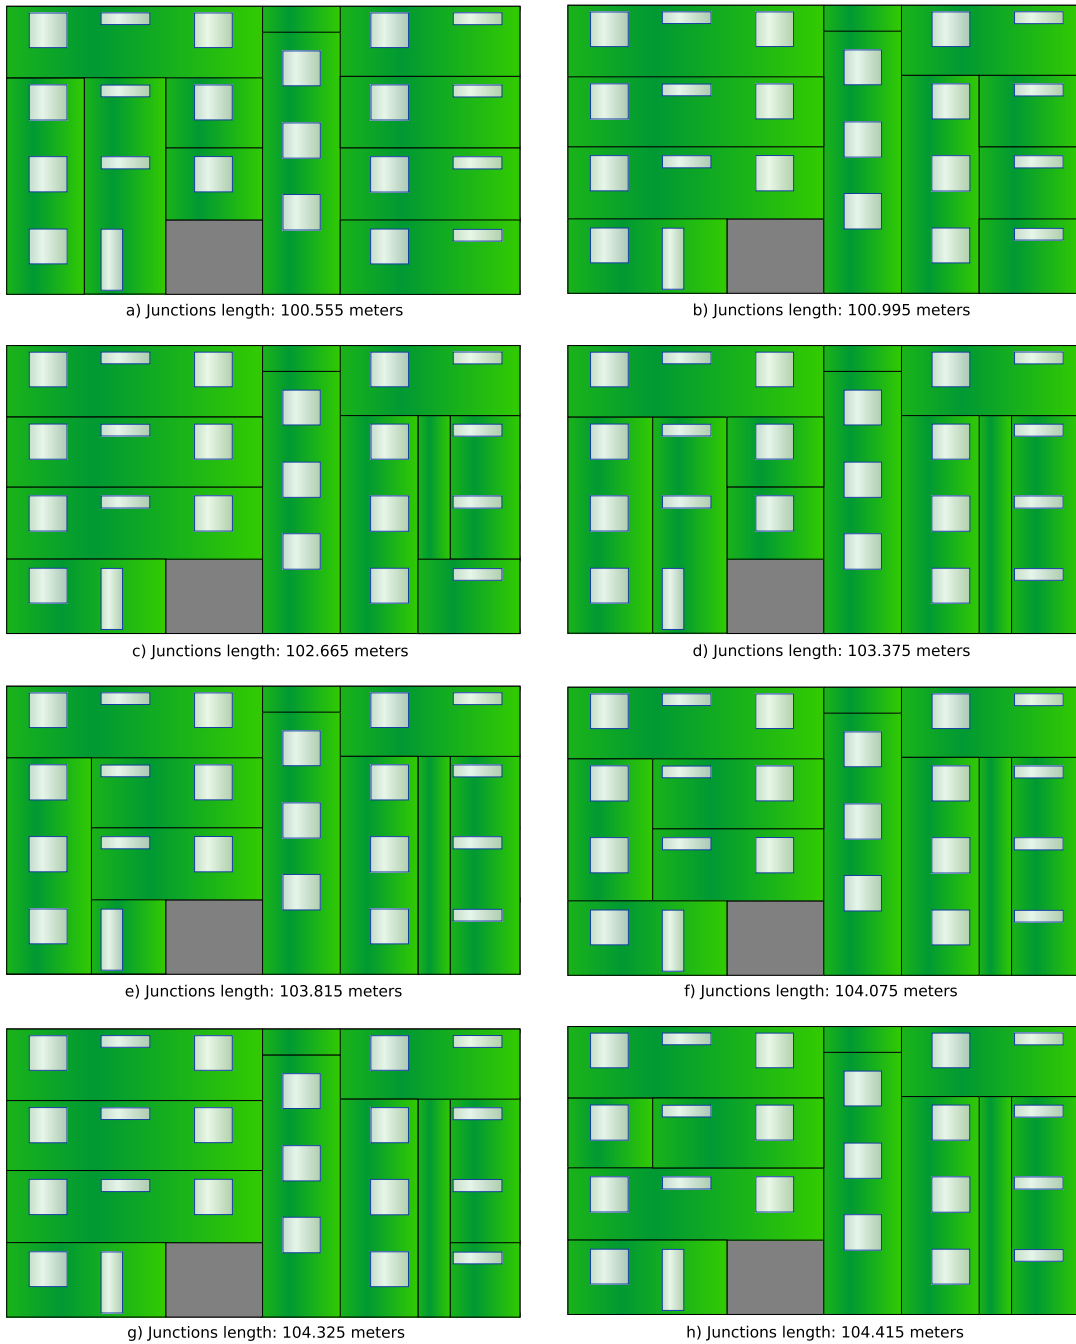 a) Junctions length: 100.555 meters
b) Junctions length: 100.995 meters
c) Junctions length: 102.665 meters
d) Junctions length: 103.375 meters
e) Junctions length: 103.815 meters
f) Junctions length: 104.075 meters
g) Junctions length: 104.325 meters
h) Junctions length: 104.415 meters